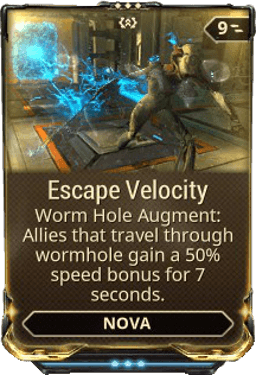 9
Escape Velocity
Worm Hole Augment:
Allies that travel through
wormhole gain a 50%
speed bonus for 7
seconds.
NOVA